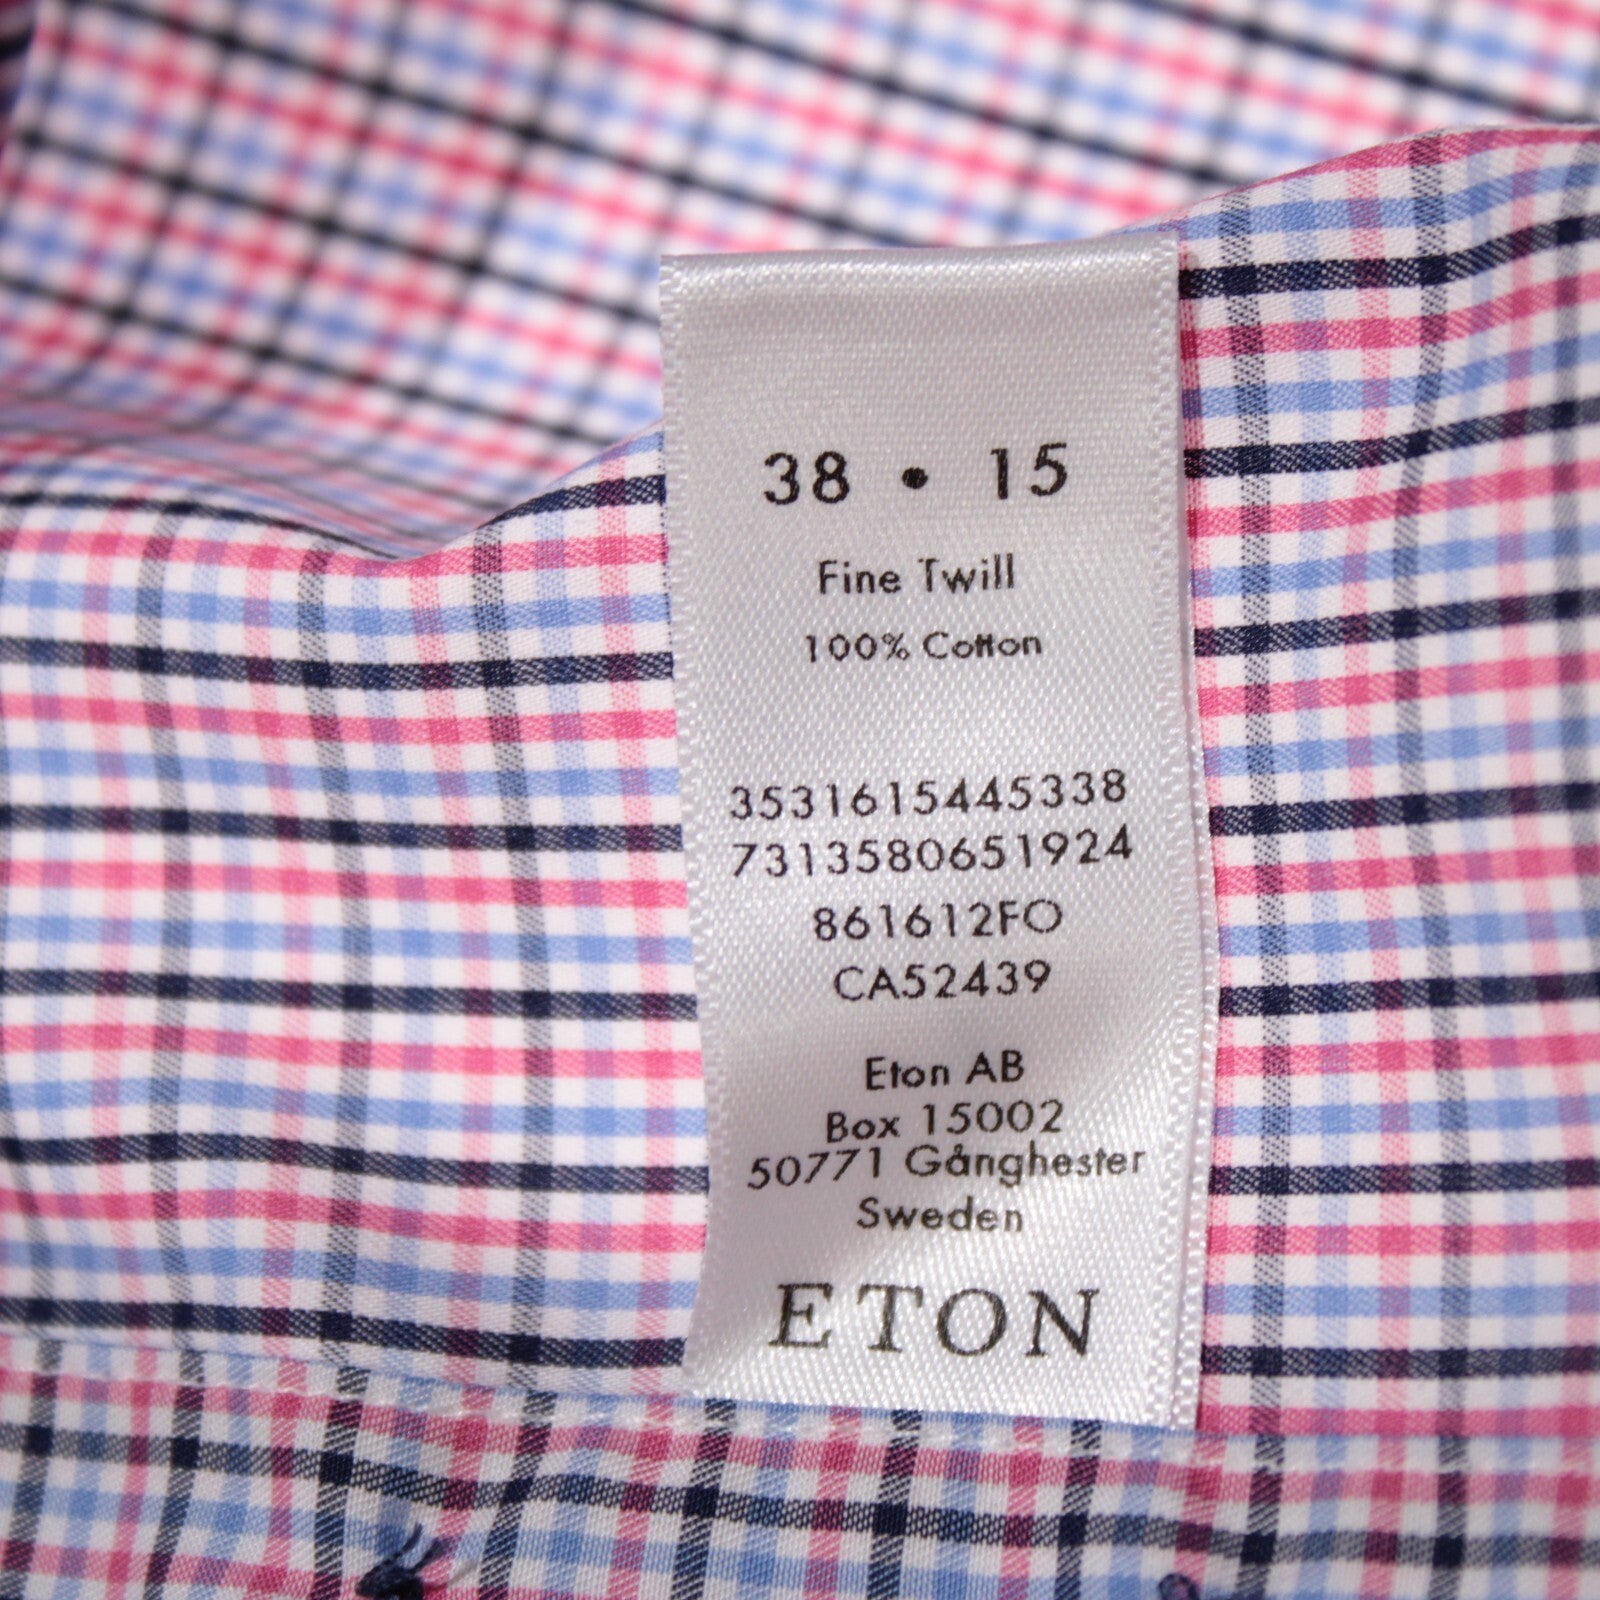 38 • 15
Fine Twill
100% Cotton
3531615445338
7313580651924
861612FO
CA52439
Eton AB
Box 15002
50771 Gånghester
Sweden
ETON